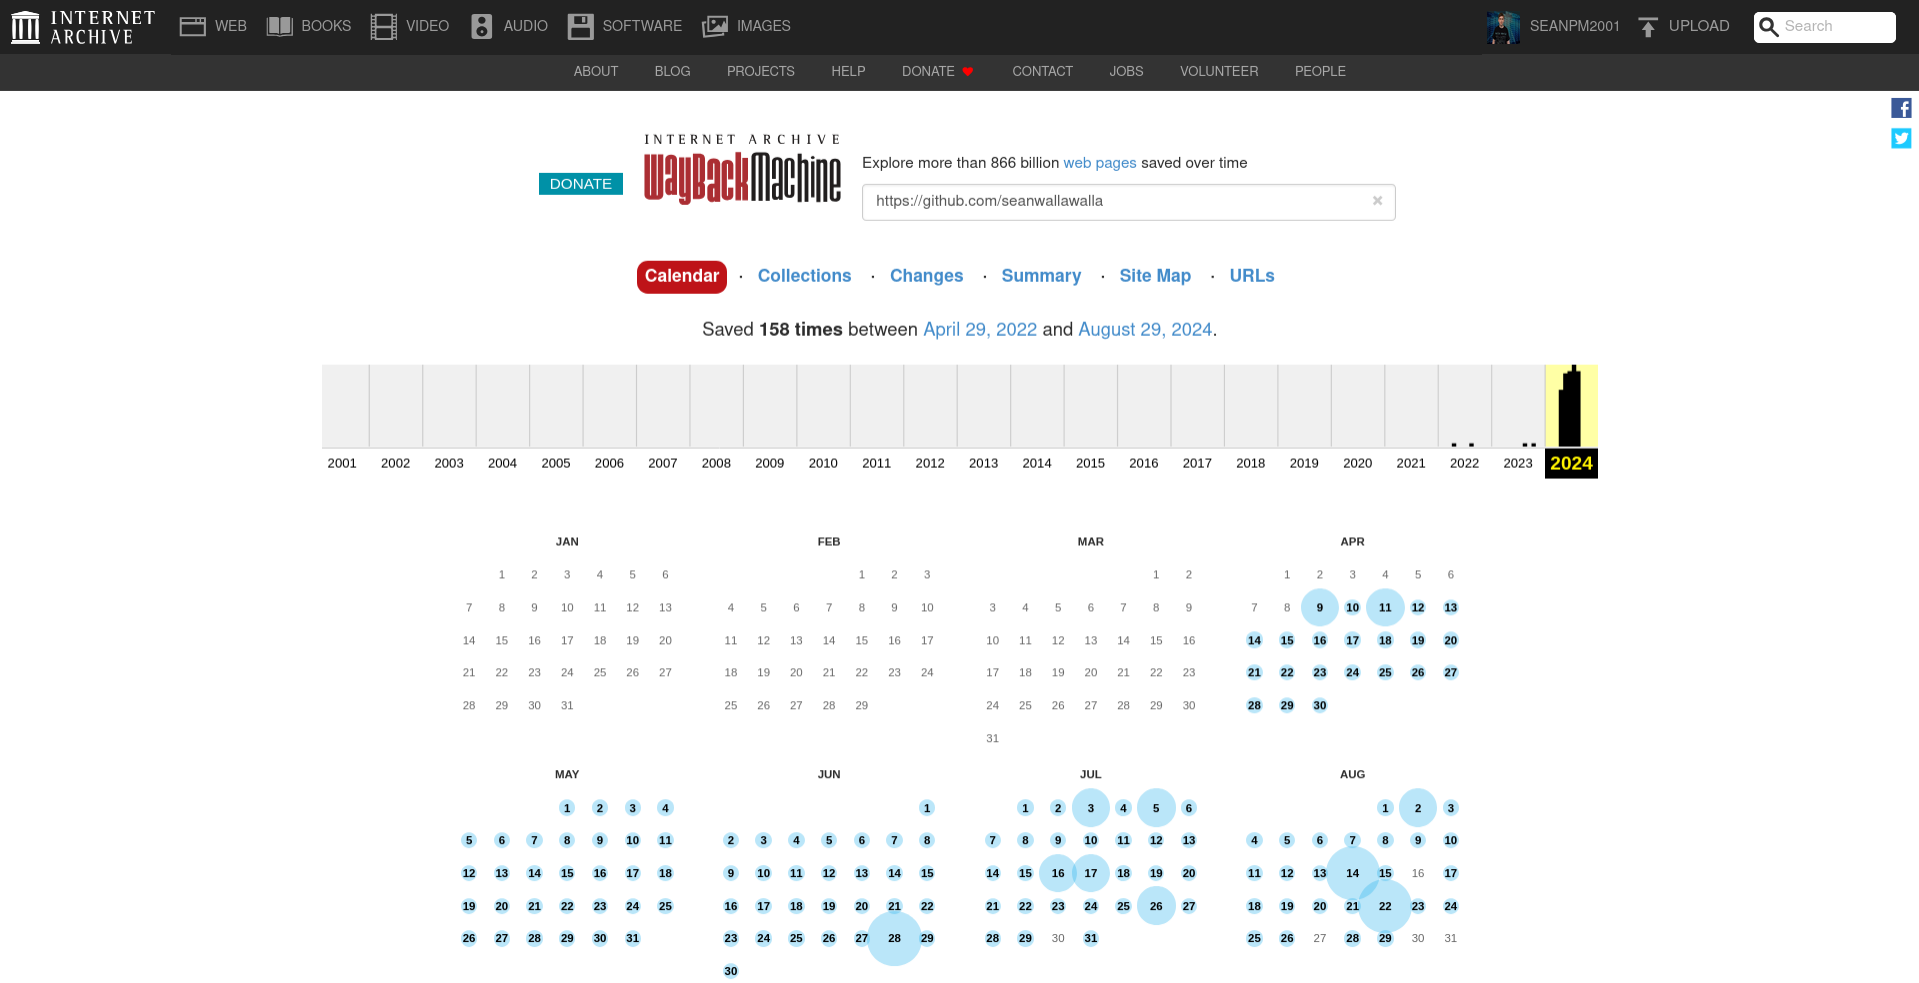 INTERNET ARCHIVE
WEB BOOKS VIDEO AUDIO SOFTWARE IMAGES SEANPM2001 UPLOAD Search
ABOUT BLOG PROJECTS HELP DONATE CONTACT JOBS VOLUNTEER PEOPLE
INTERNET ARCHIVE
WayBackMachine
DONATE
Explore more than 866 billion web pages saved over time
https://github.com/seanwallawalla ×
Calendar · Collections · Changes · Summary · Site Map · URLs
Saved 158 times between April 29, 2022 and August 29, 2024.
2001 2002 2003 2004 2005 2006 2007 2008 2009 2010 2011 2012 2013 2014 2015 2016 2017 2018 2019 2020 2021 2022 2023 2024
JAN
1 2 3 4 5 6
7 8 9 10 11 12 13
14 15 16 17 18 19 20
21 22 23 24 25 26 27
28 29 30 31
FEB
1 2 3
4 5 6 7 8 9 10
11 12 13 14 15 16 17
18 19 20 21 22 23 24
25 26 27 28 29
MAR
1 2
3 4 5 6 7 8 9
10 11 12 13 14 15 16
17 18 19 20 21 22 23
24 25 26 27 28 29 30
31
APR
1 2 3 4 5 6
7 8 9 10 11 12 13
14 15 16 17 18 19 20
21 22 23 24 25 26 27
28 29 30
MAY
1 2 3 4
5 6 7 8 9 10 11
12 13 14 15 16 17 18
19 20 21 22 23 24 25
26 27 28 29 30 31
JUN
1
2 3 4 5 6 7 8
9 10 11 12 13 14 15
16 17 18 19 20 21 22
23 24 25 26 27 28 29
30
JUL
1 2 3 4 5 6
7 8 9 10 11 12 13
14 15 16 17 18 19 20
21 22 23 24 25 26 27
28 29 30 31
AUG
1 2 3
4 5 6 7 8 9 10
11 12 13 14 15 16 17
18 19 20 21 22 23 24
25 26 27 28 29 30 31